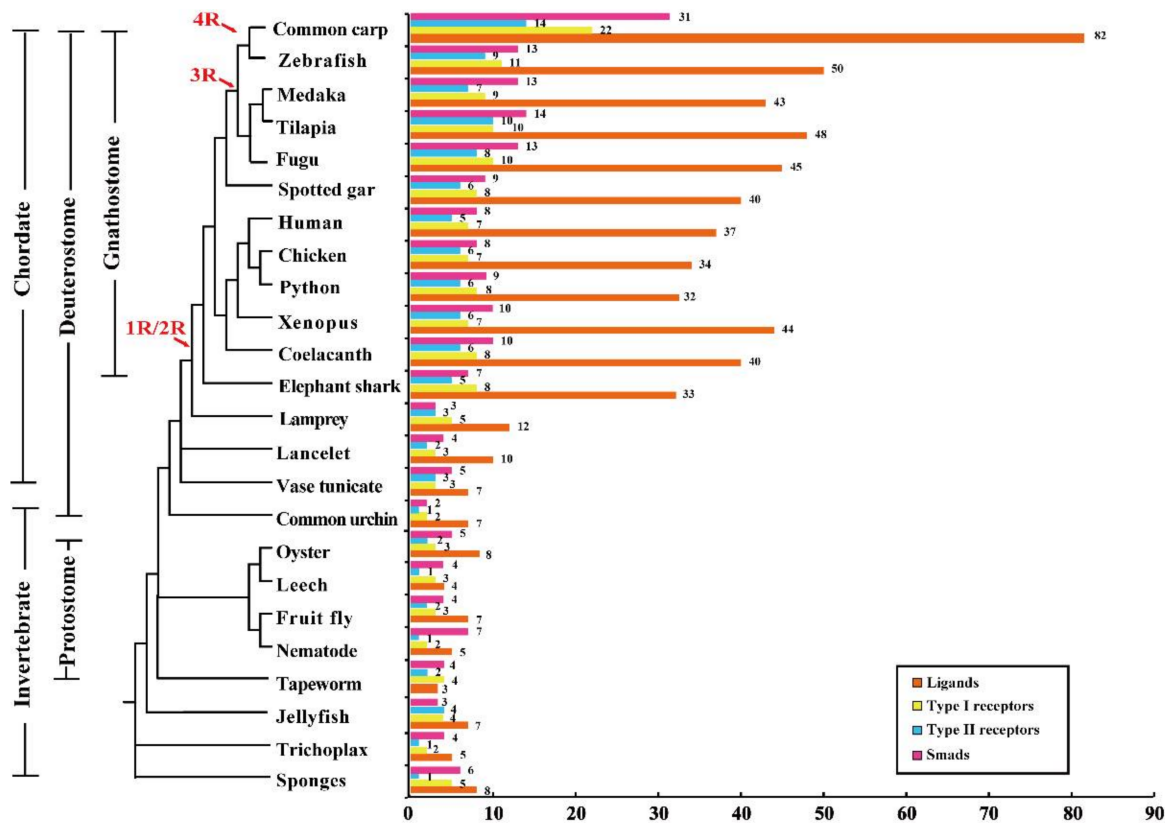 4R
Common carp
31
14
22
82
Zebrafish
13
9
11
50
3R
Medaka
13
7
9
43
Tilapia
14
10
10
48
Fugu
13
8
10
45
Spotted gar
9
6
8
40
Human
8
5
7
37
Chicken
8
6
7
34
Python
9
6
8
32
1R/2R
Xenopus
10
6
7
44
Coelacanth
10
6
8
40
Elephant shark
7
5
8
33
Lamprey
3
3
5
12
Lancelet
4
2
3
10
Vase tunicate
5
3
3
7
Common urchin
2
1
2
7
Oyster
5
2
3
8
Leech
4
1
3
4
Fruit fly
4
2
3
7
Nematode
7
1
2
5
Tapeworm
4
2
4
3
Jellyfish
3
4
4
7
Trichoplax
4
1
2
5
Sponges
6
1
5
8
Chordate
Deuterostome
Gnathostome
Invertebrate
Protostome
Ligands
Type I receptors
Type II receptors
Smads
0 10 20 30 40 50 60 70 80 90